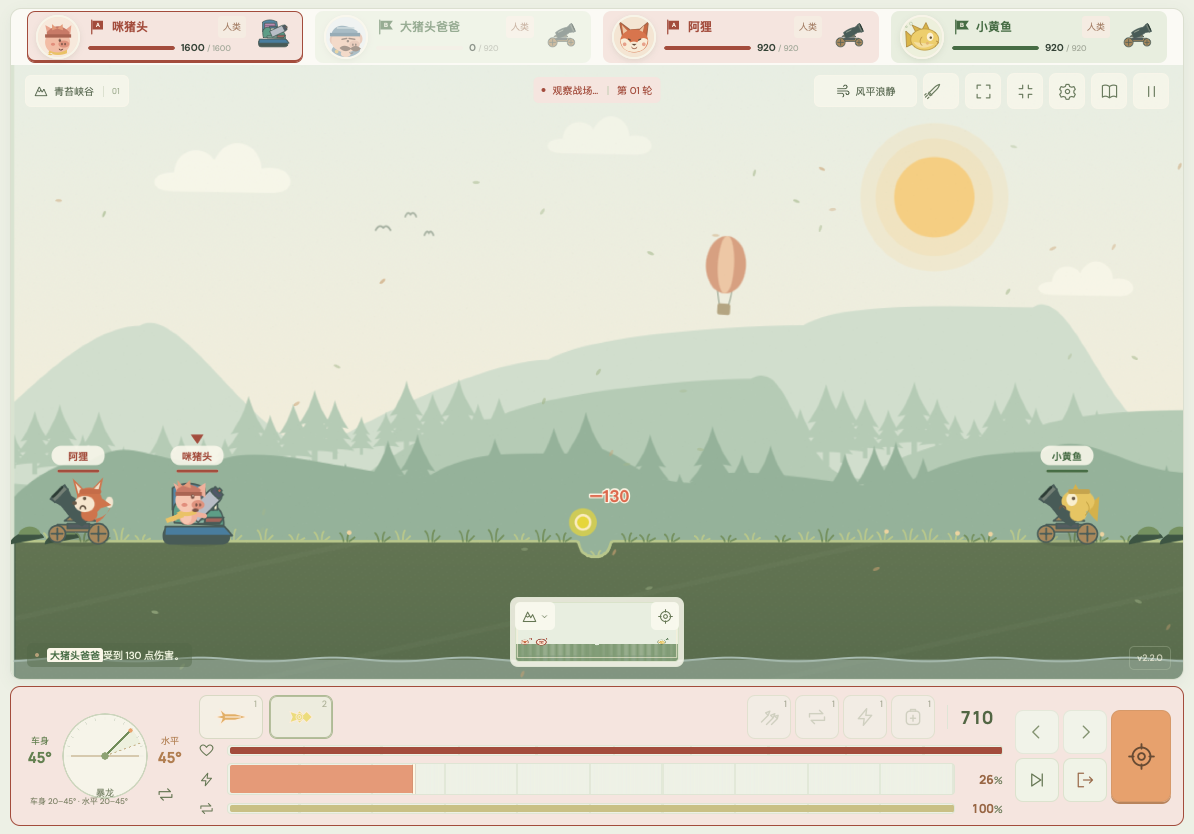 A 咪猪头 人类
1600 / 1600
B 大猪头爸爸 人类
0 / 920
A 阿狸 人类
920 / 920
B 小黄鱼 人类
920 / 920
青苔峡谷 01
观察战场… 第 01 轮
风平浪静
阿狸
咪猪头
小黄鱼
-130
大猪头爸爸 受到 130 点伤害。
v2.2.0
1
2
1
1
1
1
710
车身
45°
水平
45°
暴龙
车身 20–45° · 水平 20–45°
26%
100%